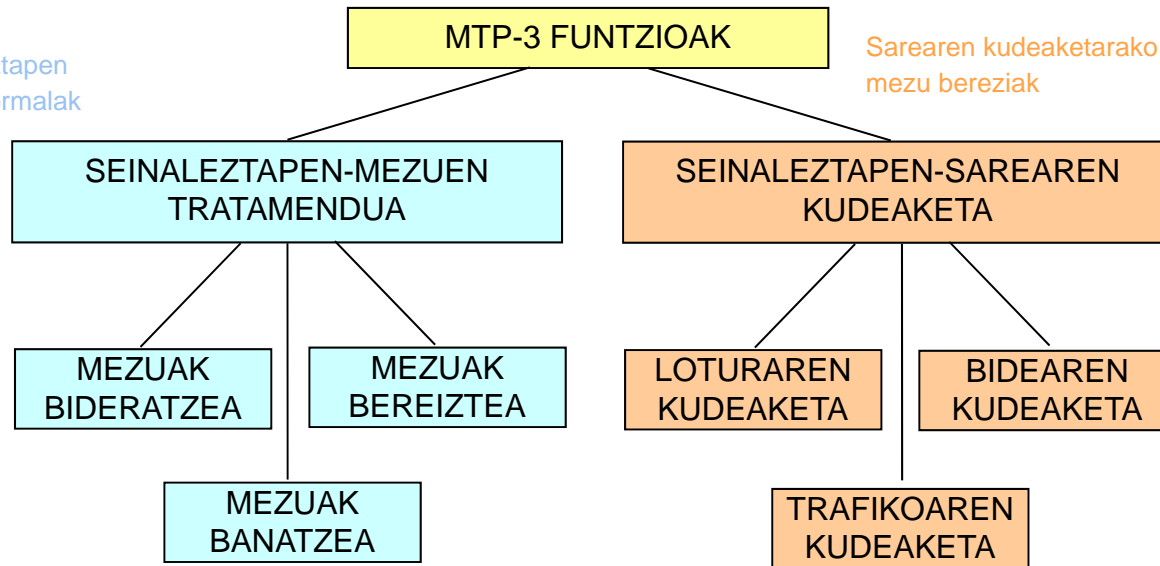 MTP-3 FUNTZIOAK
Sarearen kudeaketarako
mezu bereziak
SEINALEZTAPEN-MEZUEN
TRATAMENDUA
SEINALEZTAPEN-SAREAREN
KUDEAKETA
MEZUAK
BIDERATZEA
MEZUAK
BEREIZTEA
LOTURAREN
KUDEAKETA
BIDEAREN
KUDEAKETA
MEZUAK
BANATZEA
TRAFIKOAREN
KUDEAKETA